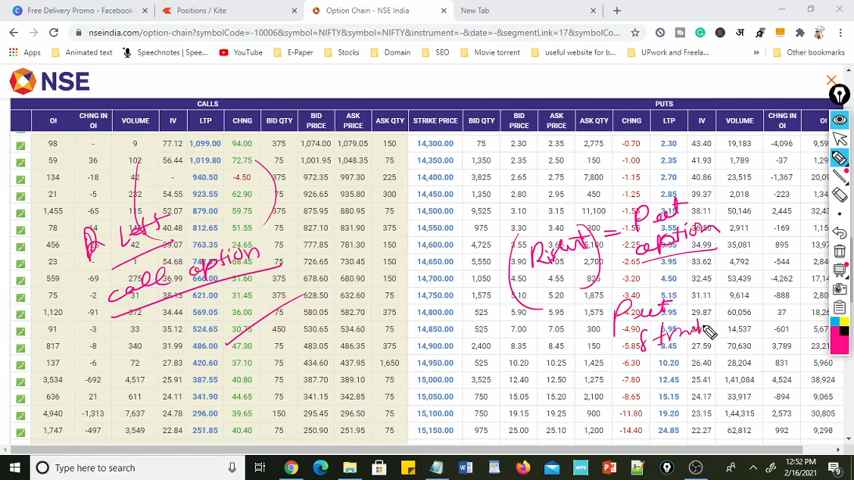 Free Delivery Promo - Facebook
Positions / Kite
Option Chain - NSE India
New Tab
nseindia.com/option-chain?symbolCode=-10006&symbol=NIFTY&symbol=NIFTY&instrument=-&date=-&segmentLink=17&symbolCount
Apps Animated text Speechnotes | Speec... YouTube E-Paper Stocks Domain Movie torrent useful website for b... SEO UPwork and Freela... Other bookmarks
NSE
CALLS PUTS
OI CHNG IN OI VOLUME IV LTP CHNG BID QTY BID PRICE ASK PRICE ASK QTY STRIKE PRICE BID QTY BID PRICE ASK PRICE ASK QTY CHNG LTP IV VOLUME CHNG IN OI OI
98 - 9 77.12 1,099.00 94.00 375 1,074.00 1,079.05 150 14,300.00 75 2.30 2.35 2,775 -0.70 2.30 43.40 19,183 -4,096
59 36 102 56.44 1,019.80 72.75 375 1,001.95 1,048.35 75 14,350.00 1,350 2.35 2.50 150 -1.00 2.35 41.93 1,789 -37
134 -18 42 - 940.50 -4.50 75 972.35 997.30 225 14,400.00 3,825 2.65 2.75 7,800 -1.15 2.70 40.86 23,515 -1,367
21 -5 232 54.55 923.55 62.90 75 926.65 935.80 300 14,450.00 1,275 2.80 2.95 450 -1.25 2.85 39.37 2,018 -223
1,455 -65 115 52.07 879.00 59.75 375 875.95 880.95 75 14,500.00 9,525 3.10 3.15 38.11 50,146 2,445
78 40.48 812.65 51.55 75 827.10 831.90 375 14,550.00 975 3.30 3.40 2,911 -169
456 42 763.35 24.65 75 781.30 150 14,600.00 4,725 34.99 35,081 892
23 54.68 75 726.65 730.45 150 14,650.00 5,550 33.62 4,792 -544
559 -69 36.99 31.60 75 678.60 680.90 150 14,700.00 1,050 -3.20 4.50 32.45 53,439 -4,262
75 -2 31 621.00 31.45 75 628.50 632.60 75 14,750.00 1,575 5.10 5.20 1,875 -3.40 5.15 31.11 9,614 -888
1,120 -91 34.44 569.05 36.00 75 580.05 582.70 375 14,800.00 525 5.80 5.95 1,875 29.87 60,056 37
91 -3 33 35.12 524.65 450 530.65 534.60 75 14,850.00 525 7.00 7.05 300 -4.90 14,537 -601
817 -8 340 31.99 486.00 47.30 75 483.05 486.35 375 14,900.00 2,400 8.35 8.45 150 -5.85 8.45 27.59 70,630 3,789
137 -6 72 27.83 420.60 37.10 75 434.60 437.95 1,650 14,950.00 525 10.15 10.25 1,425 -6.30 10.20 26.40 28,204 831
3,534 -692 4,517 25.91 387.55 40.80 75 387.70 389.10 75 15,000.00 3,525 12.40 12.50 1,275 -7.80 12.45 25.41 1,41,084 4,524
636 21 611 24.11 341.90 44.65 75 341.15 342.85 75 15,050.00 750 15.05 15.20 2,100 -8.65 15.15 24.17 33,917 -894
4,940 -1,313 7,637 24.78 296.00 39.65 150 295.45 296.50 75 15,100.00 750 19.15 19.25 900 -11.80 19.20 23.15 1,44,315 2,573
1,747 -497 3,549 22.84 251.85 40.40 75 250.90 251.95 75 15,150.00 975 25.00 25.10 1,200 -14.40 24.85 22.27 62,812 992 9,298
call option
Right = Peet
option
Peet
Type here to search
12:52 PM
2/16/2021